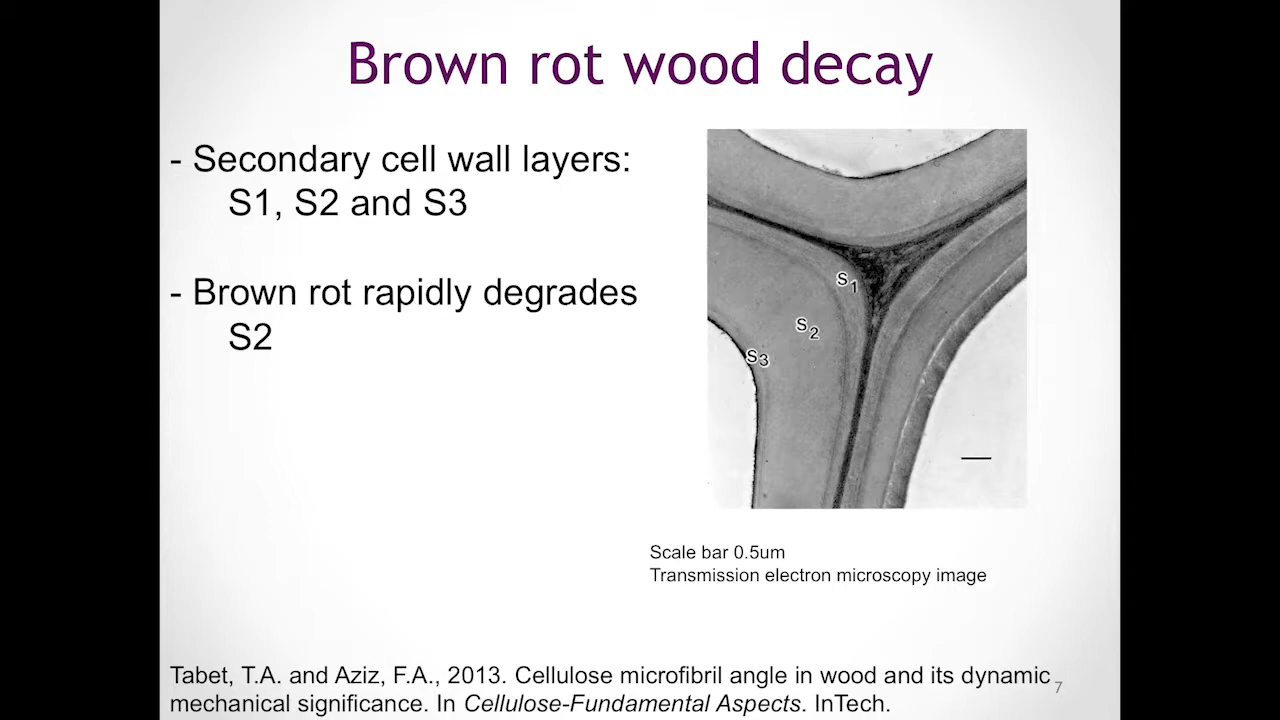 Brown rot wood decay
- Secondary cell wall layers:
S1, S2 and S3
- Brown rot rapidly degrades
S2
S1
S2
S3
Scale bar 0.5um
Transmission electron microscopy image
Tabet, T.A. and Aziz, F.A., 2013. Cellulose microfibril angle in wood and its dynamic
mechanical significance. In Cellulose-Fundamental Aspects. InTech.
7